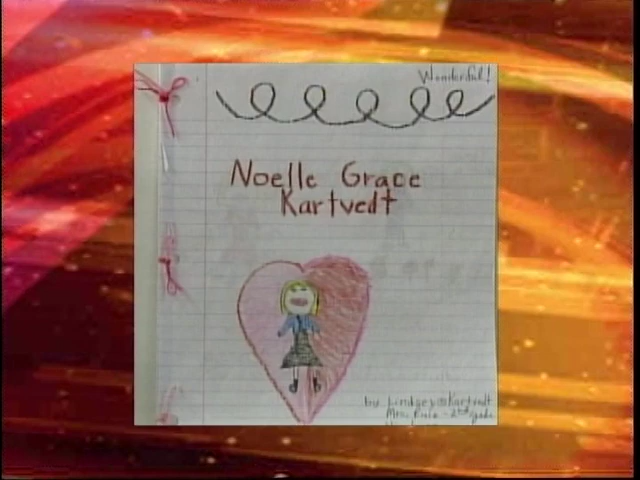 Wonderful!
Noelle Grace
Kartvedt
by Lindsey Kartvedt
Mrs. - 2nd grade